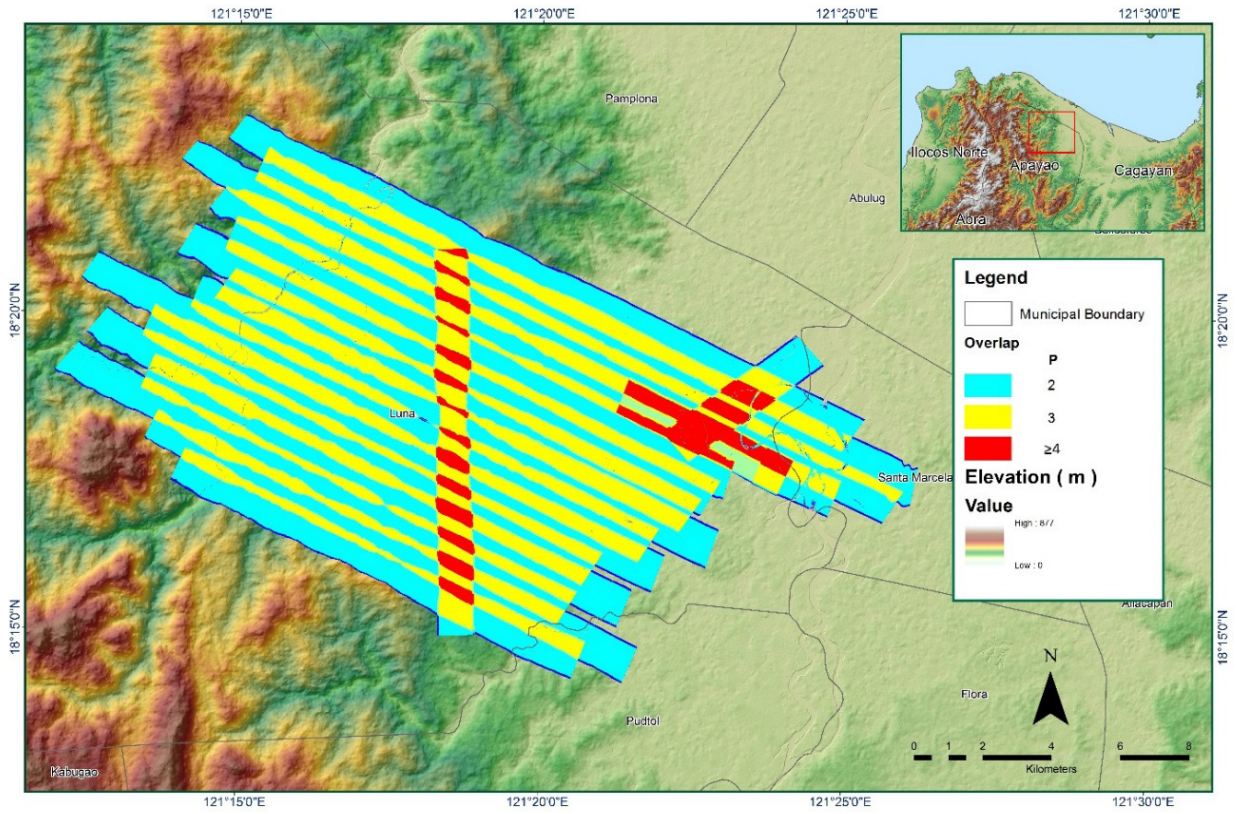 121°15'0"E
121°20'0"E
121°25'0"E
121°30'0"E
Pamplona
Abulug
Ilocos Norte
Apayao
Cagayan
Abra
18°20'0"N
18°20'0"N
Luna
Santa Marcela
Legend
Municipal Boundary
Overlap
P
2
3
≥4
Elevation ( m )
Value
High : 877
Low : 0
Allacapan
18°15'0"N
18°15'0"N
N
Flora
Pudtol
Kabugao
0 0.5 1 2 4 6 8
Kilometers
121°15'0"E
121°20'0"E
121°25'0"E
121°30'0"E